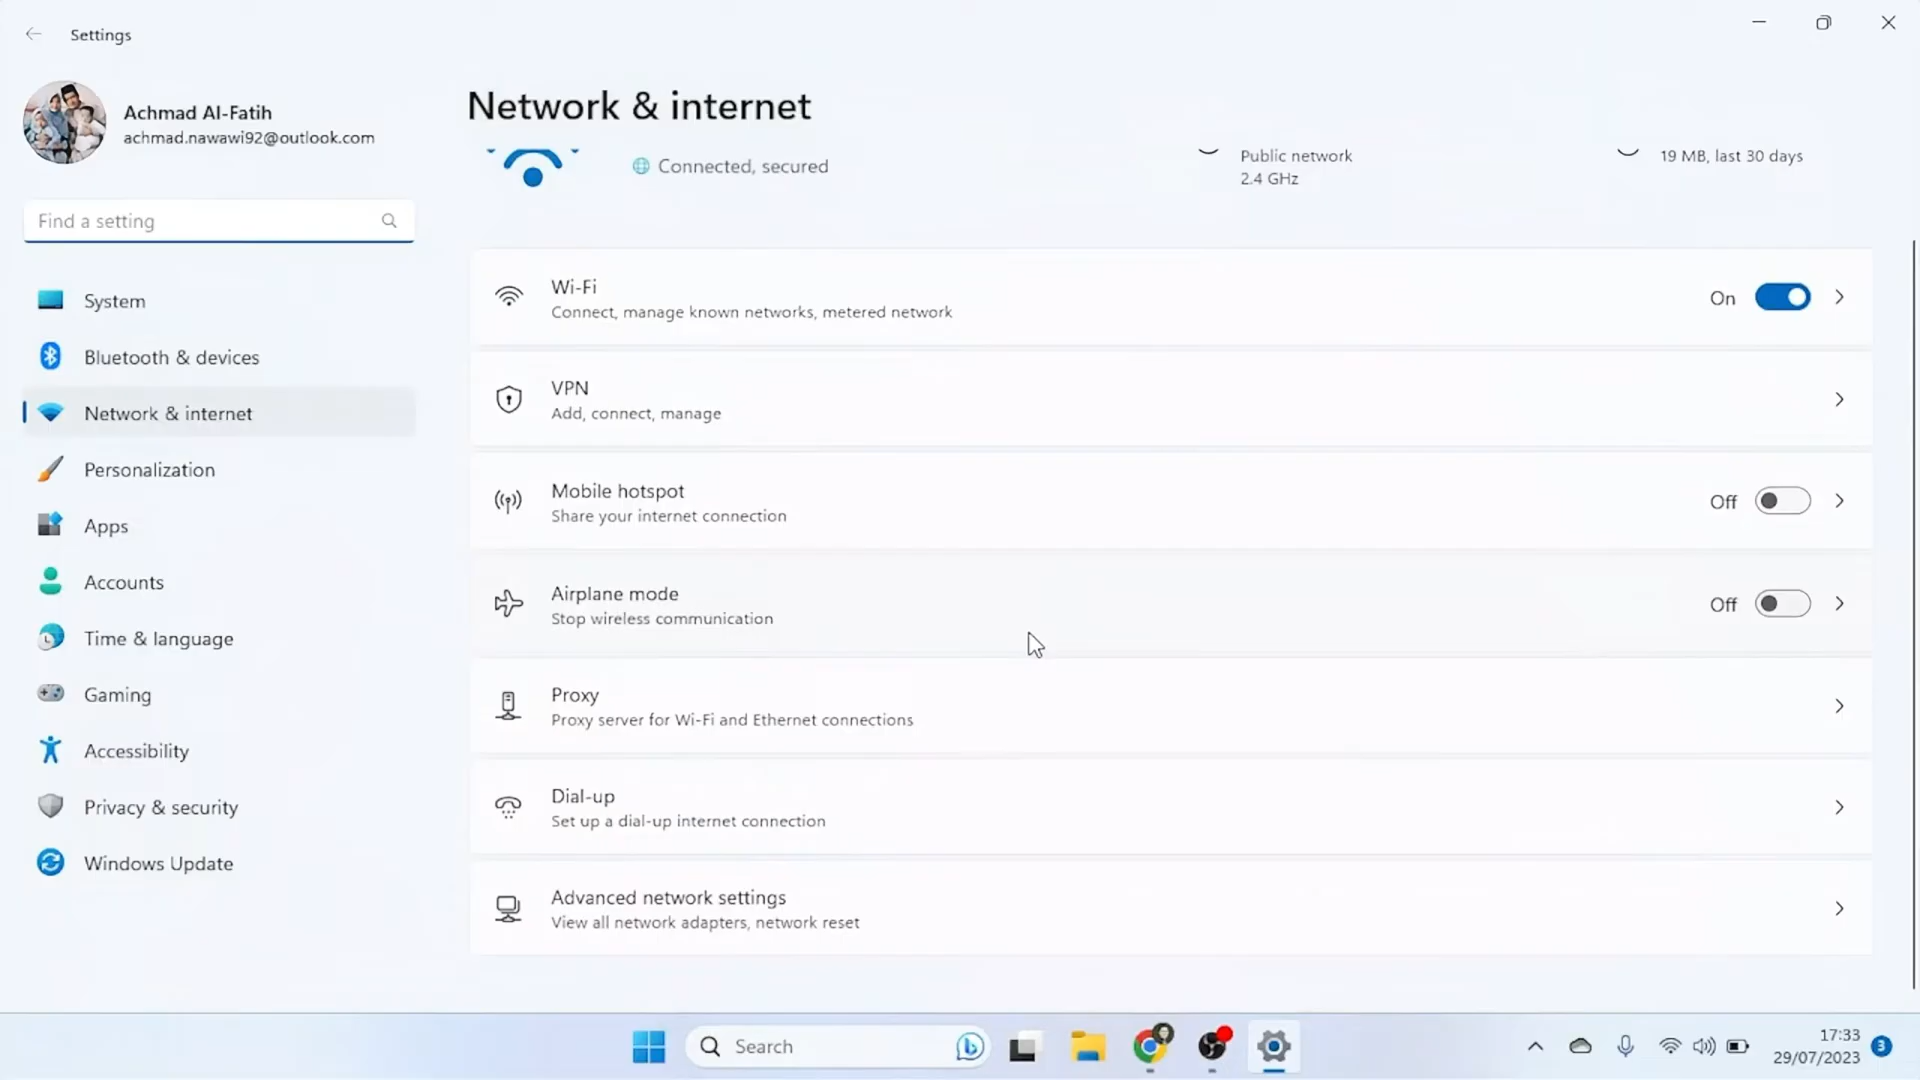 Settings
Achmad Al-Fatih
achmad.nawawi92@outlook.com
Find a setting
System
Bluetooth & devices
Network & internet
Personalization
Apps
Accounts
Time & language
Gaming
Accessibility
Privacy & security
Windows Update
Network & internet
Connected, secured
Public network
2.4 GHz
19 MB, last 30 days
Wi-Fi
Connect, manage known networks, metered network
On
VPN
Add, connect, manage
Mobile hotspot
Share your internet connection
Off
Airplane mode
Stop wireless communication
Off
Proxy
Proxy server for Wi-Fi and Ethernet connections
Dial-up
Set up a dial-up internet connection
Advanced network settings
View all network adapters, network reset
Search
17:33
29/07/2023
3